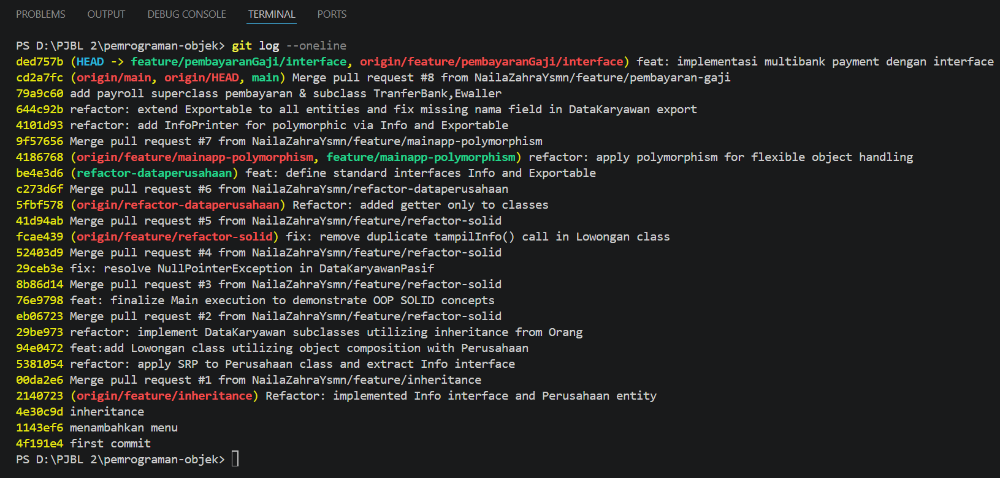 PROBLEMS OUTPUT DEBUG CONSOLE TERMINAL PORTS
PS D:\PJBL 2\pemrograman-objek> git log --oneline
ded757b (HEAD -> feature/pembayaranGaji/interface, origin/feature/pembayaranGaji/interface) feat: implementasi multibank payment dengan interface
cd2a7fc (origin/main, origin/HEAD, main) Merge pull request #8 from NailaZahraYsmn/feature/pembayaran-gaji
79a9c60 add payroll superclass pembayaran & subclass TranferBank,Ewaller
644c92b refactor: extend Exportable to all entities and fix missing nama field in DataKaryawan export
4101d93 refactor: add InfoPrinter for polymorphic via Info and Exportable
9f57656 Merge pull request #7 from NailaZahraYsmn/feature/mainapp-polymorphism
4186768 (origin/feature/mainapp-polymorphism, feature/mainapp-polymorphism) refactor: apply polymorphism for flexible object handling
be4e3d6 (refactor-dataperusahaan) feat: define standard interfaces Info and Exportable
c273d6f Merge pull request #6 from NailaZahraYsmn/refactor-dataperusahaan
5fbf578 (origin/refactor-dataperusahaan) Refactor: added getter only to classes
41d94ab Merge pull request #5 from NailaZahraYsmn/feature/refactor-solid
fcae439 (origin/feature/refactor-solid) fix: remove duplicate tampilInfo() call in Lowongan class
52403d9 Merge pull request #4 from NailaZahraYsmn/feature/refactor-solid
29ceb3e fix: resolve NullPointerException in DataKaryawanPasif
8b86d14 Merge pull request #3 from NailaZahraYsmn/feature/refactor-solid
76e9798 feat: finalize Main execution to demonstrate OOP SOLID concepts
eb06723 Merge pull request #2 from NailaZahraYsmn/feature/refactor-solid
29be973 refactor: implement DataKaryawan subclasses utilizing inheritance from Orang
94e0472 feat:add Lowongan class utilizing object composition with Perusahaan
5381054 refactor: apply SRP to Perusahaan class and extract Info interface
00da2e6 Merge pull request #1 from NailaZahraYsmn/feature/inheritance
2140723 (origin/feature/inheritance) Refactor: implemented Info interface and Perusahaan entity
4e30c9d inheritance
1143ef6 menambahkan menu
4f191e4 first commit
PS D:\PJBL 2\pemrograman-objek>